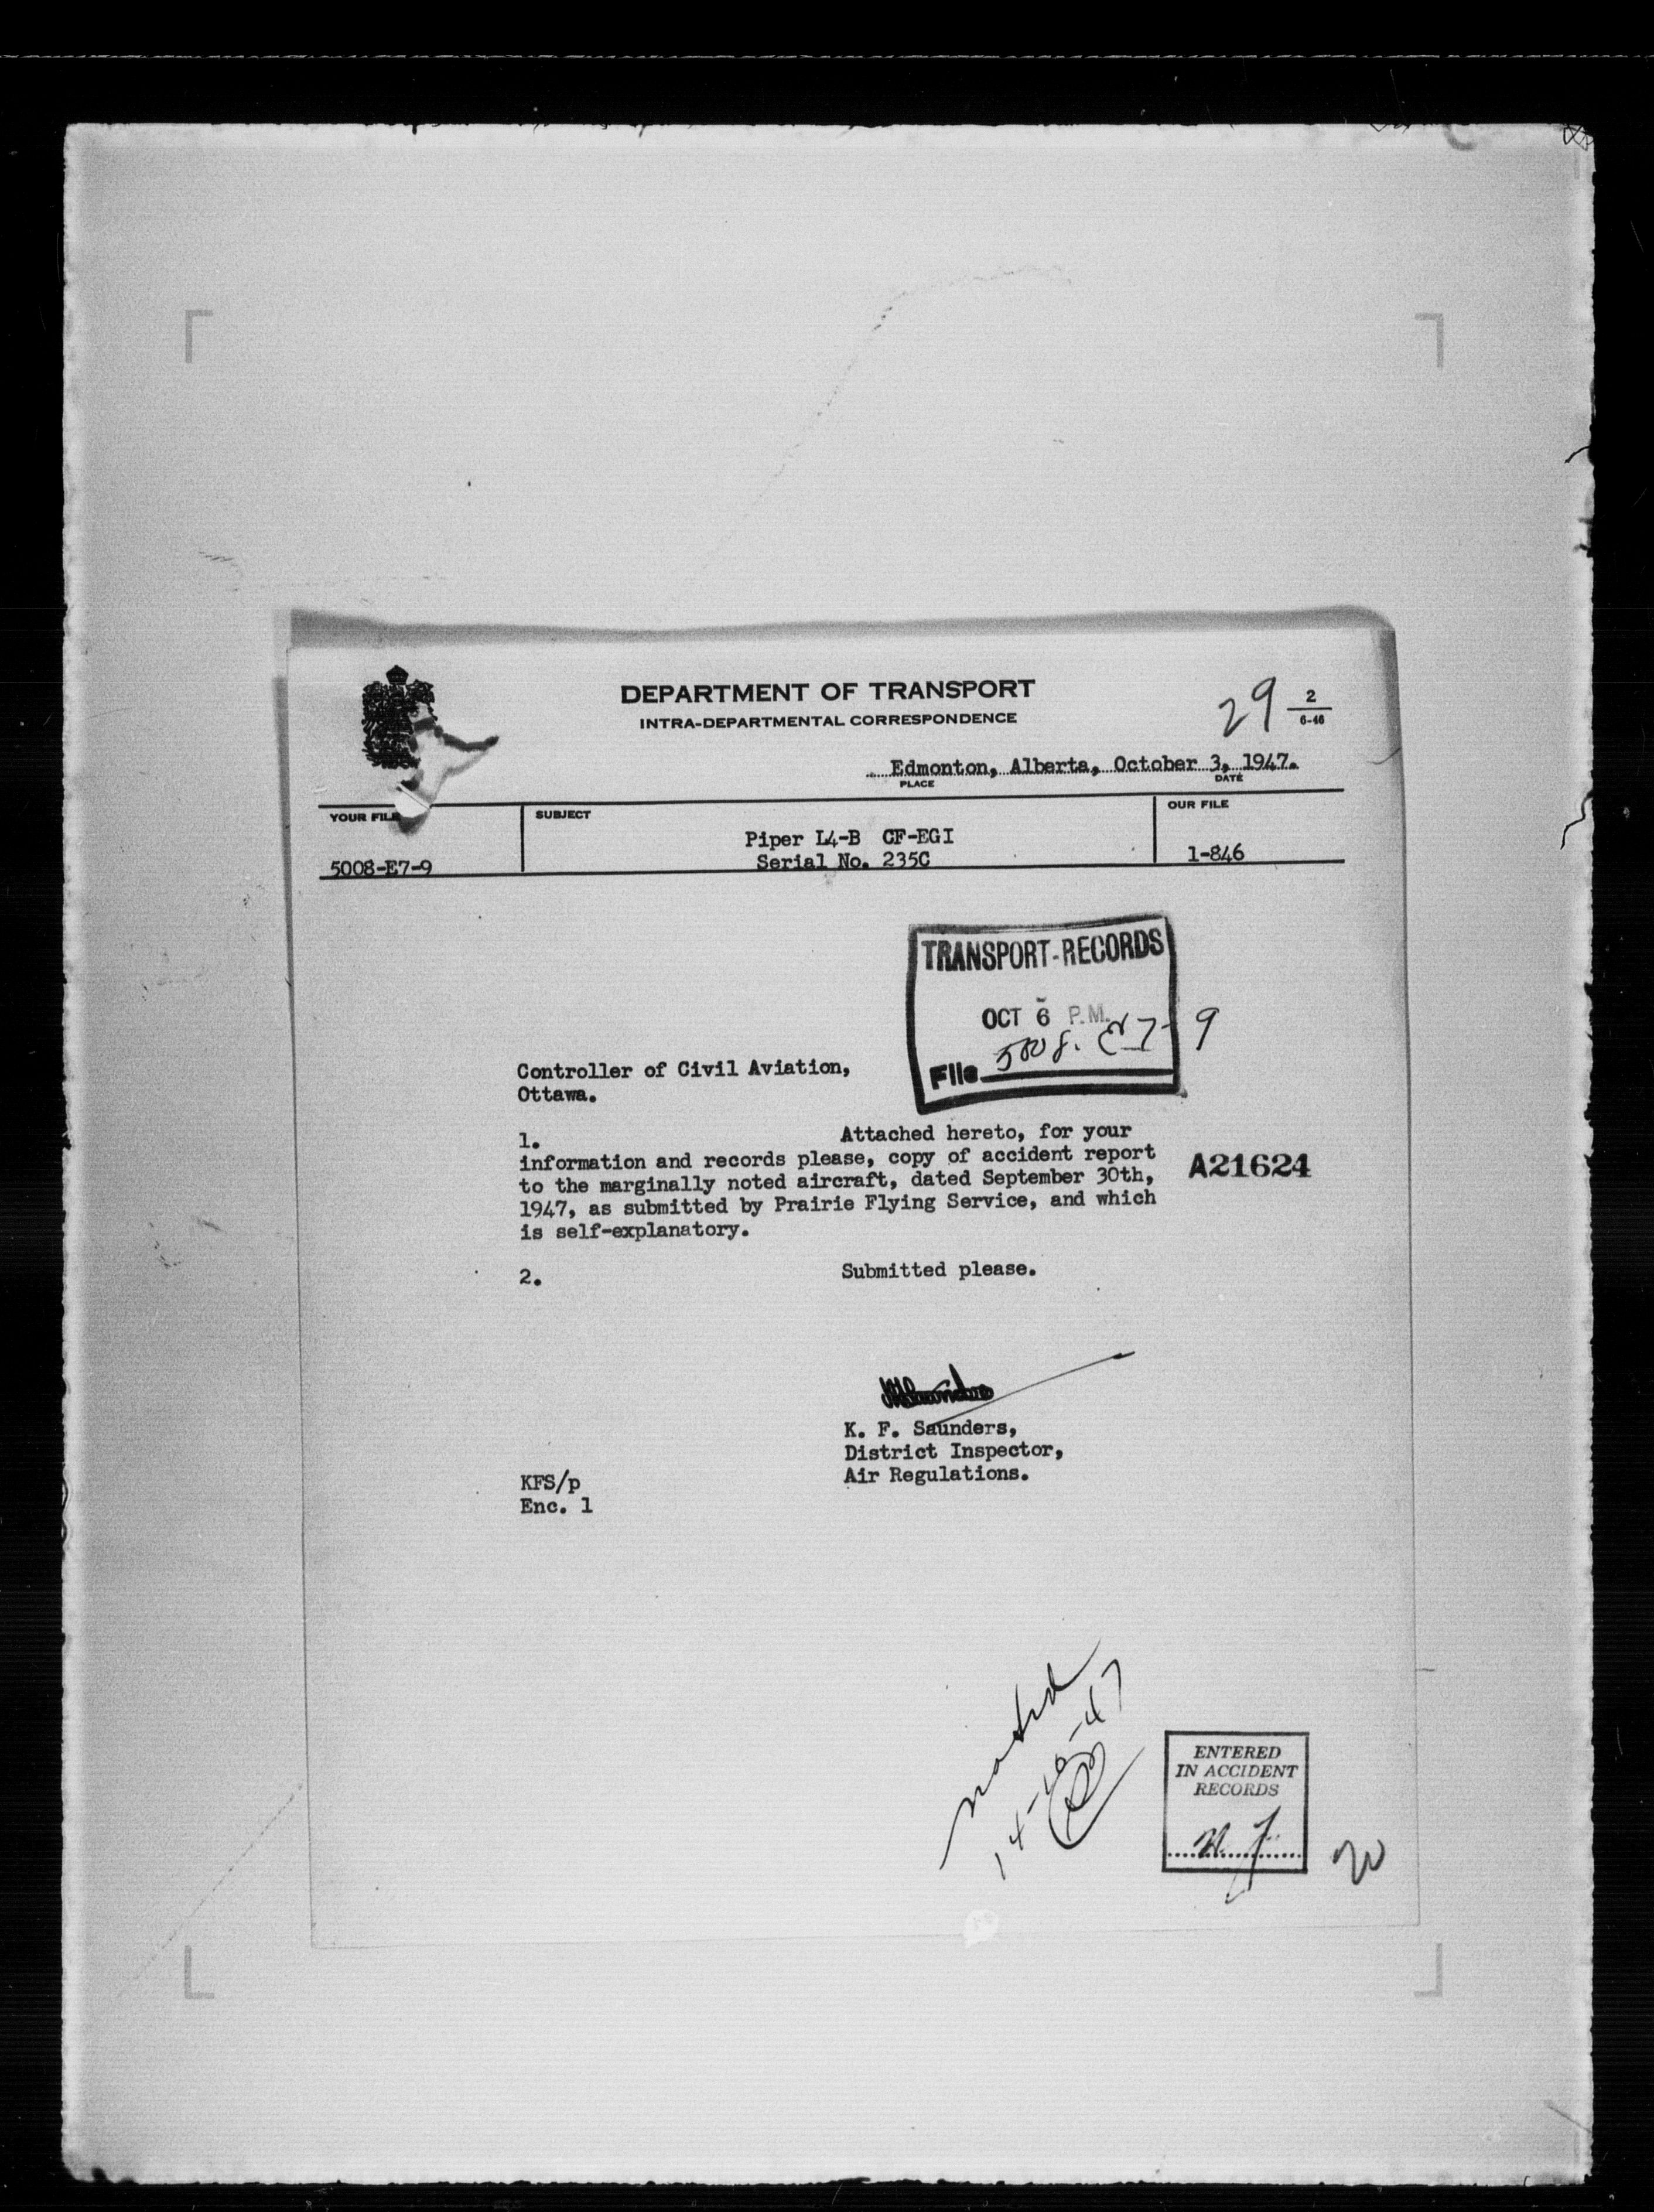 DEPARTMENT OF TRANSPORT
INTRA-DEPARTMENTAL CORRESPONDENCE
29
2
6-46
Edmonton, Alberta, October 3, 1947.
PLACE DATE
YOUR FILE
SUBJECT
OUR FILE
Piper L4-B CF-EGI
5008-E7-9
Serial No. 235C
1-846
TRANSPORT-RECORDS
OCT 6 P.M.
File 5008-E7-9
Controller of Civil Aviation,
Ottawa.
1. Attached hereto, for your
information and records please, copy of accident report
to the marginally noted aircraft, dated September 30th,
1947, as submitted by Prairie Flying Service, and which
is self-explanatory.
A21624
2. Submitted please.
K. F. Saunders,
District Inspector,
Air Regulations.
KFS/p
Enc. 1
noted
14-10-47
ENTERED
IN ACCIDENT
RECORDS